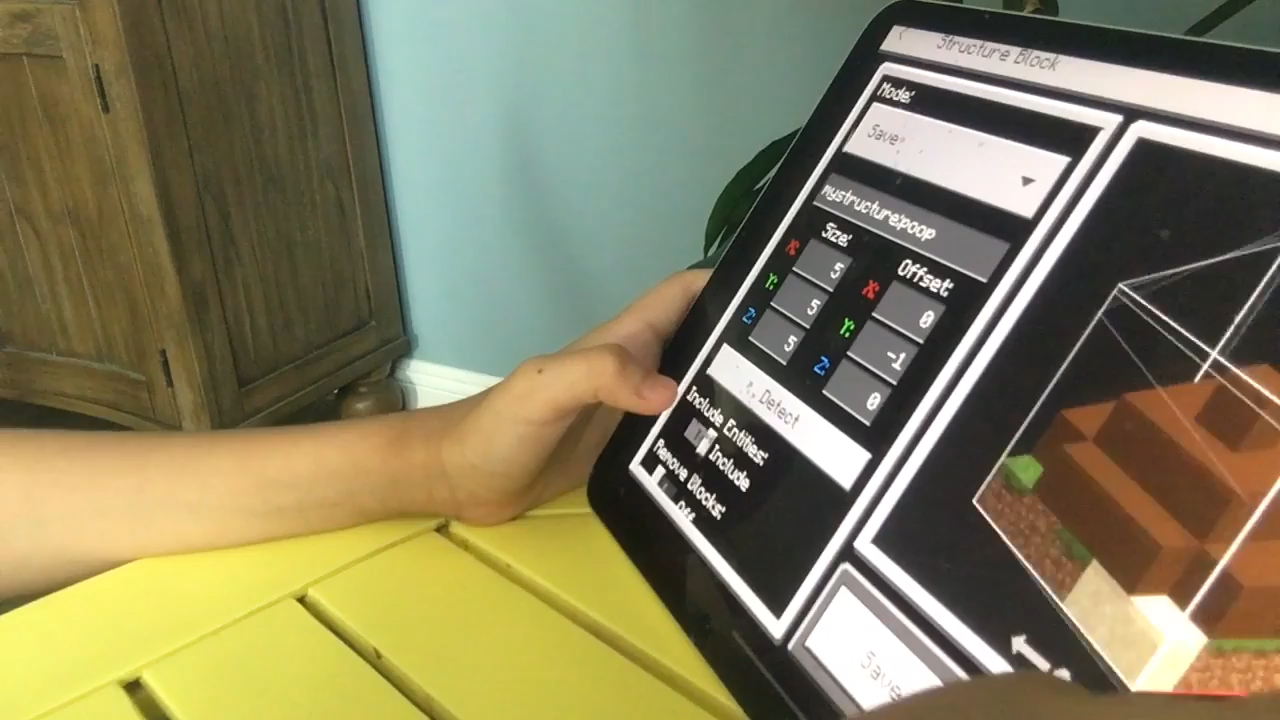 Structure Block
Mode:
Save
mystructure:poop
Size:
X: 5
Y: 5
Z: 5
Offset:
X: 0
Y: -1
Z: 0
Detect
Include Entities:
Include
Remove Blocks:
Off
Save